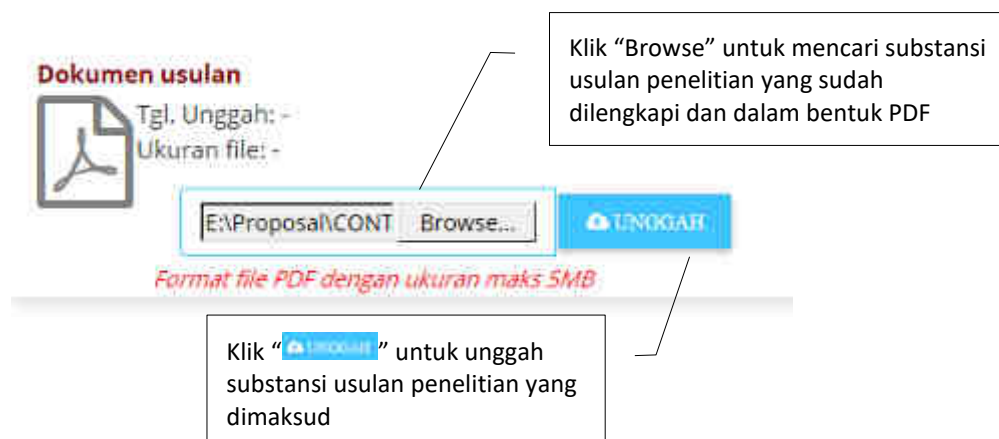 Klik “Browse” untuk mencari substansi
usulan penelitian yang sudah
dilengkapi dan dalam bentuk PDF
Dokumen usulan
Tgl. Unggah: -
Ukuran file: -
E:\Proposal\CONT Browse... UNGGAH
Format file PDF dengan ukuran maks 5MB
Klik “UNGGAH” untuk unggah
substansi usulan penelitian yang
dimaksud